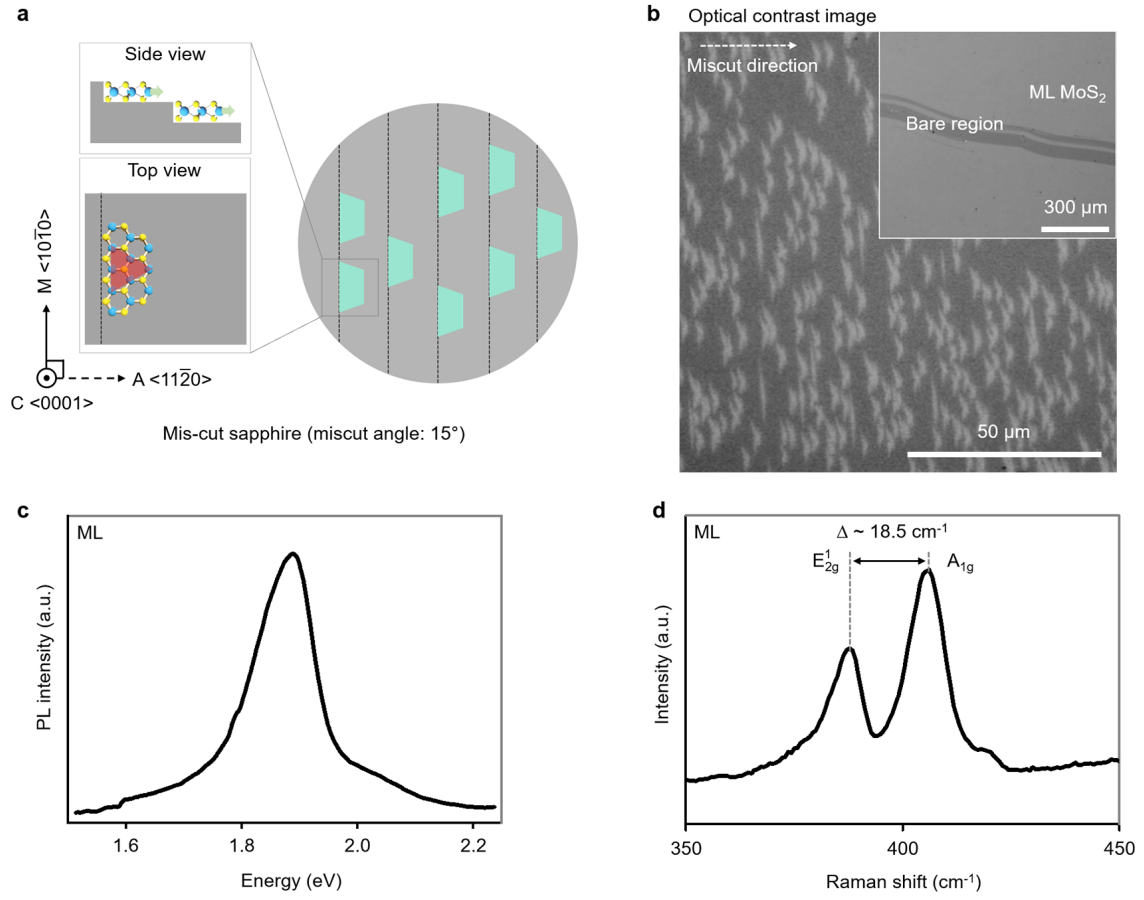 a
Side view
Top view
M <101̄0>
A <112̄0>
C <0001>
Mis-cut sapphire (miscut angle: 15°)
b
Optical contrast image
Miscut direction
ML MoS₂
Bare region
300 µm
50 µm
c
ML
PL intensity (a.u.)
1.6
1.8
2.0
2.2
Energy (eV)
d
ML
Δ ~ 18.5 cm⁻¹
E¹₂g
A₁g
Intensity (a.u.)
350
400
450
Raman shift (cm⁻¹)